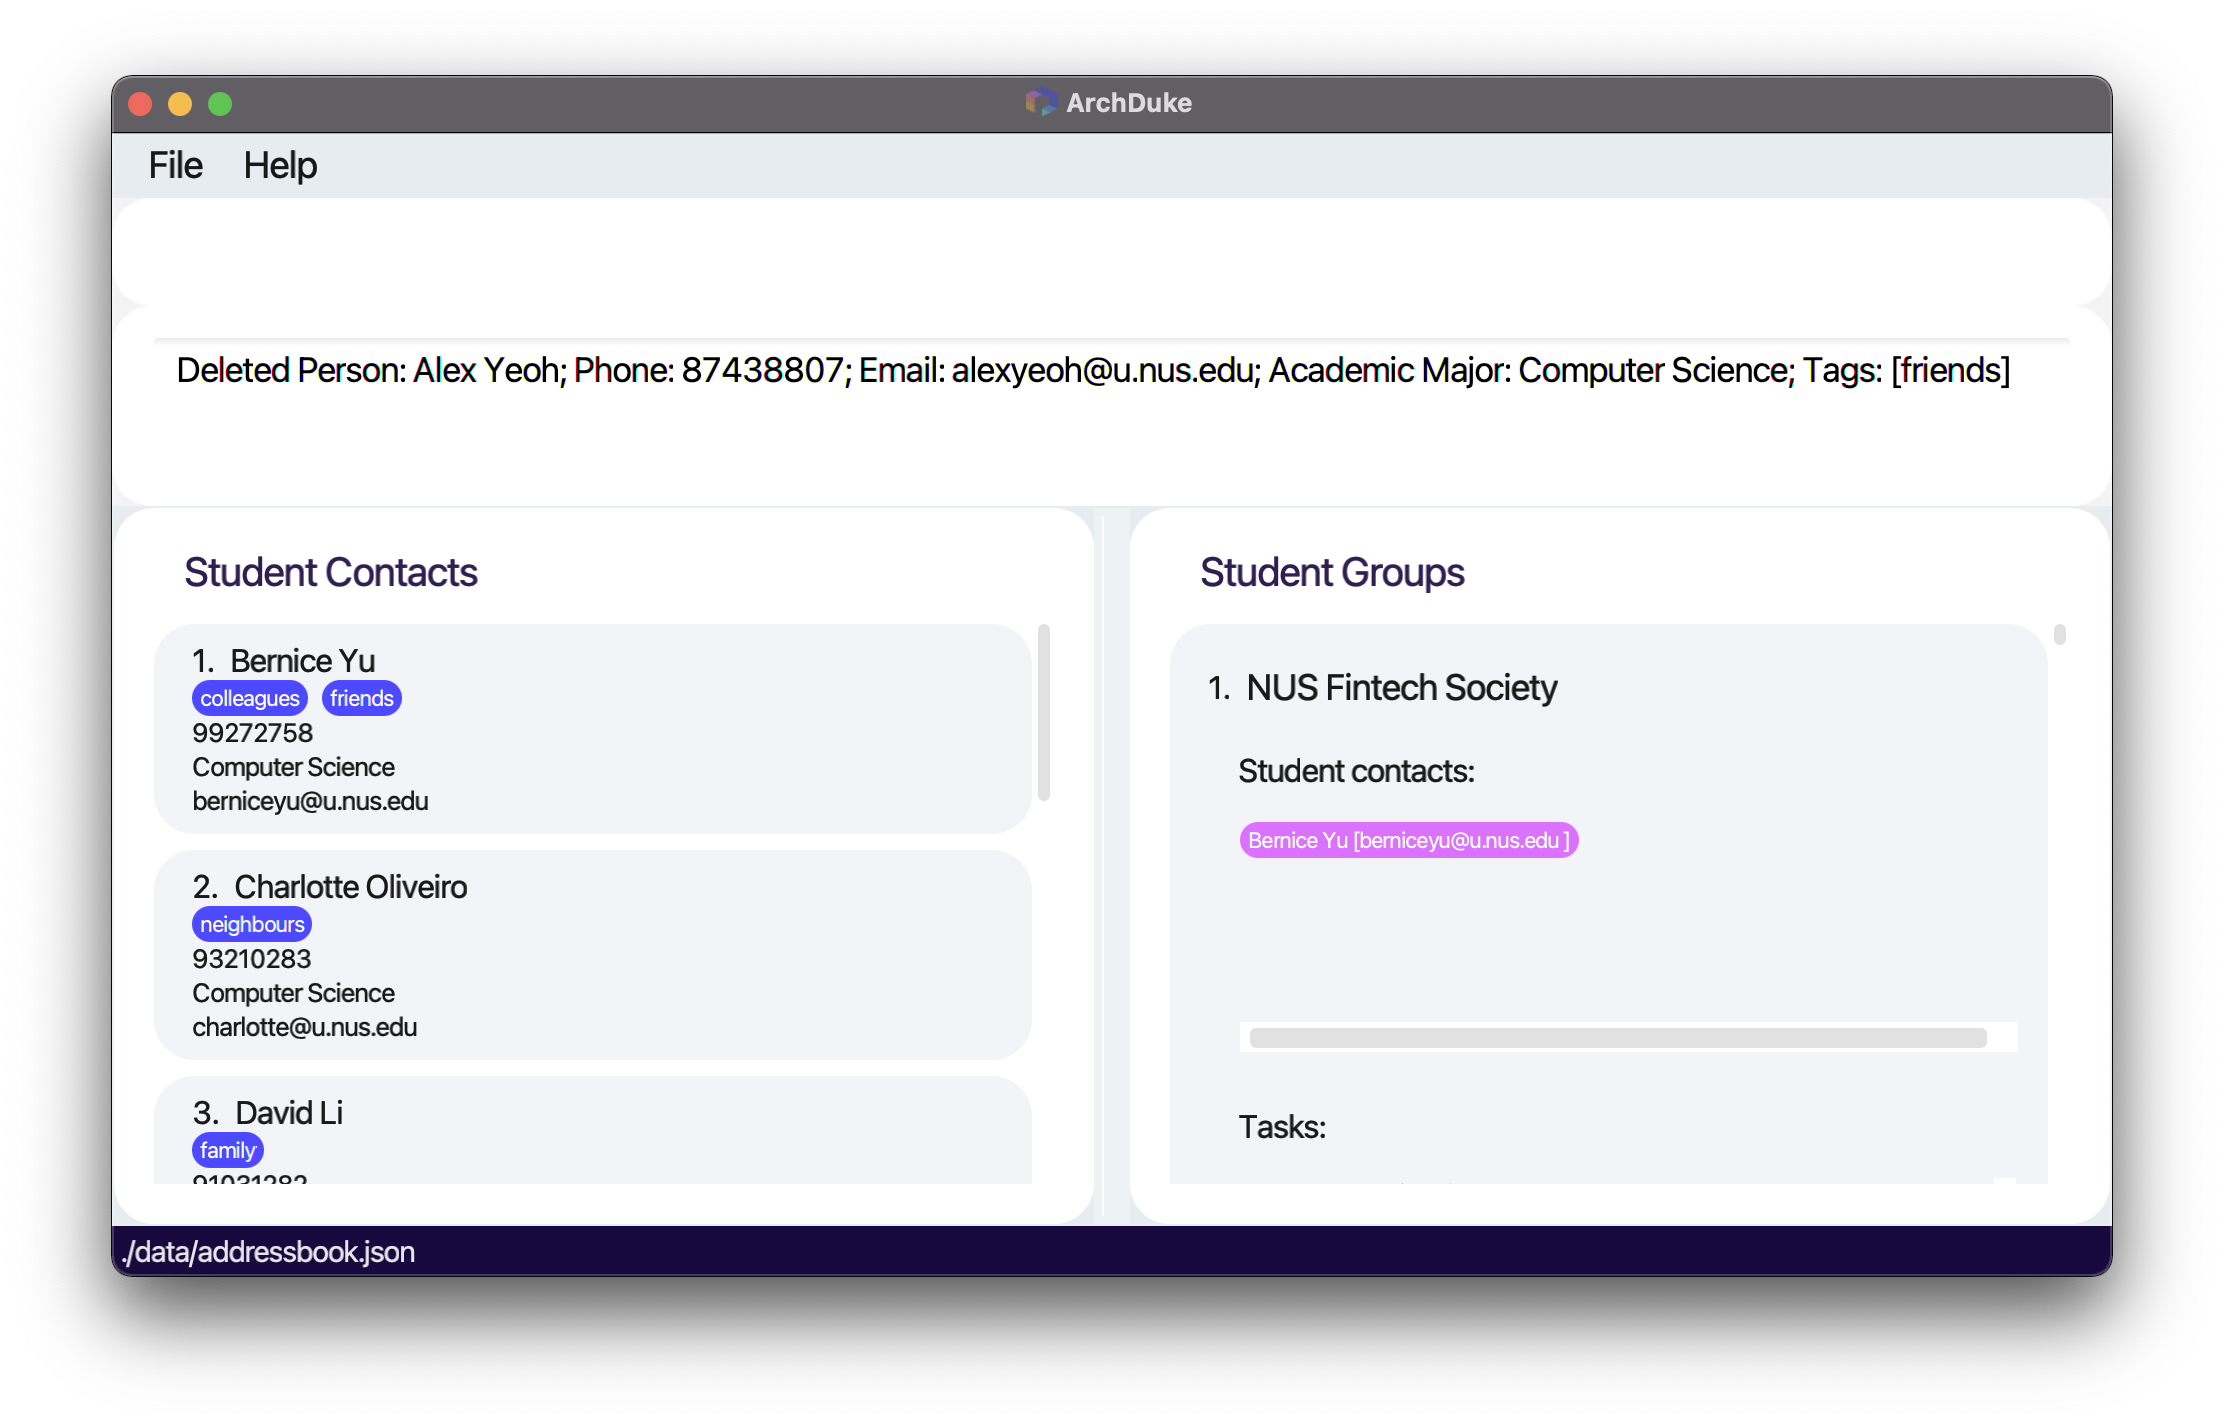 ArchDuke
File Help
Deleted Person: Alex Yeoh; Phone: 87438807; Email: alexyeoh@u.nus.edu; Academic Major: Computer Science; Tags: [friends]
Student Contacts
1. Bernice Yu
colleagues friends
99272758
Computer Science
berniceyu@u.nus.edu
2. Charlotte Oliveiro
neighbours
93210283
Computer Science
charlotte@u.nus.edu
3. David Li
family
91031282
Student Groups
1. NUS Fintech Society
Student contacts:
Bernice Yu [berniceyu@u.nus.edu ]
Tasks:
./data/addressbook.json